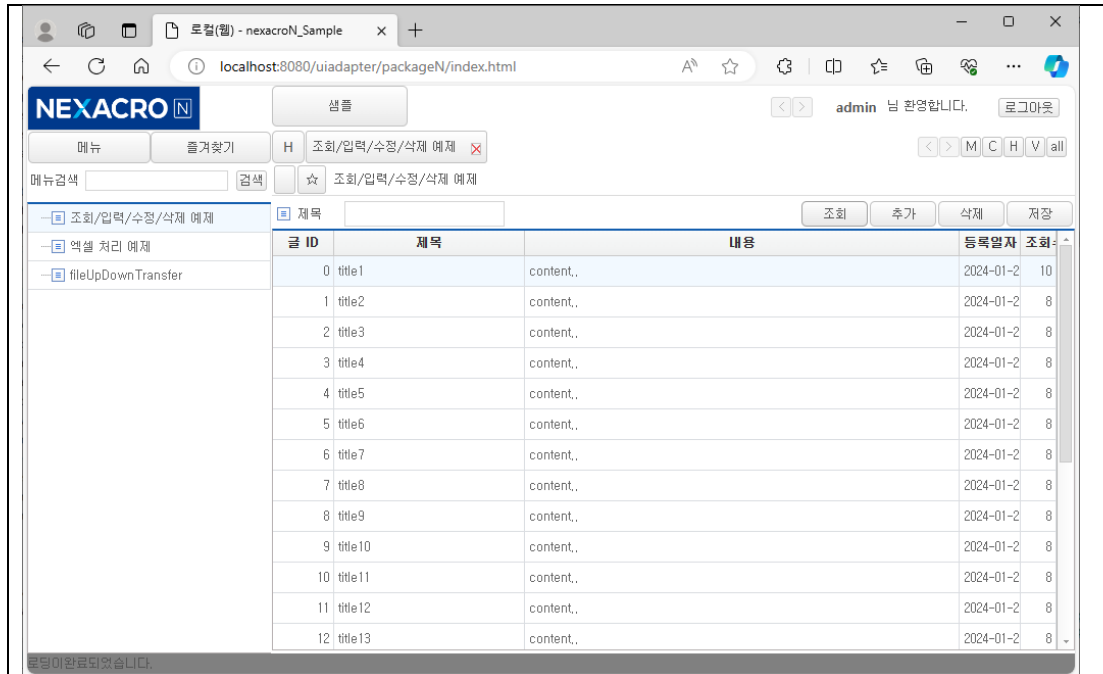 로컬(웹) - nexacroN_Sample
localhost:8080/uiadapter/packageN/index.html
NEXACRO N 샘플 < > admin 님 환영합니다. 로그아웃
메뉴 즐겨찾기 H 조회/입력/수정/삭제 예제 < > M C H V all
메뉴검색 검색 ☆ 조회/입력/수정/삭제 예제
조회/입력/수정/삭제 예제 제목 조회 추가 삭제 저장
엑셀 처리 예제 글 ID 제목 내용 등록일자
fileUpDownTransfer 0 title1 content,, 2024-01-2 10
1 title2 content,, 2024-01-2 8
2 title3 content,, 2024-01-2 8
3 title4 content,, 2024-01-2 8
4 title5 content,, 2024-01-2 8
5 title6 content,, 2024-01-2 8
6 title7 content,, 2024-01-2 8
7 title8 content,, 2024-01-2 8
8 title9 content,, 2024-01-2 8
9 title10 content,, 2024-01-2 8
10 title11 content,, 2024-01-2 8
11 title12 content,, 2024-01-2 8
12 title13 content,, 2024-01-2 8
로딩이완료되었습니다.